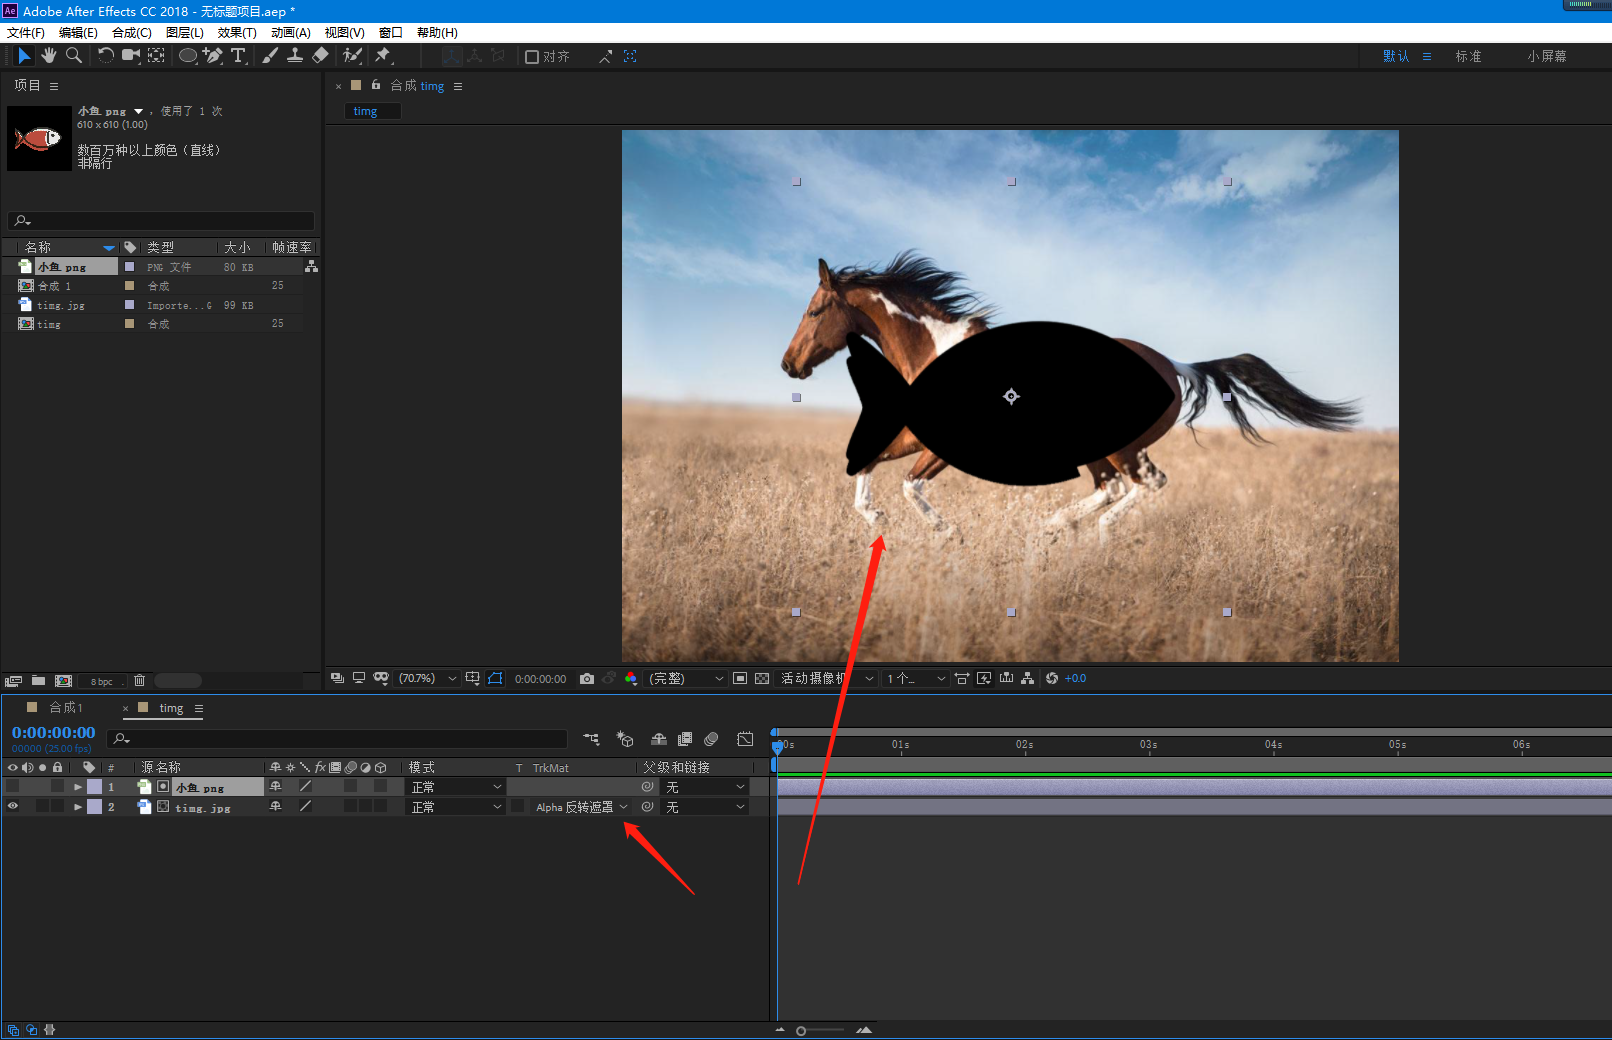 Ae Adobe After Effects CC 2018 - 无标题项目.aep *
文件(F) 编辑(E) 合成(C) 图层(L) 效果(T) 动画(A) 视图(V) 窗口 帮助(H)
T 对齐 默认 标准 小屏幕
项目
小鱼.png ，使用了 1 次
610 x 610 (1.00)
数百万种以上颜色（直线）
非隔行
名称 类型 大小 帧速率
小鱼.png PNG 文件 80 KB
合成 1 合成 25
timg.jpg Importe...G 99 KB
timg 合成 25
8 bpc
× 合成 timg
timg
(70.7%) 0:00:00:00 (完整) 活动摄像机 1 个... +0.0
合成1 × timg
0:00:00:00
00000 (25.00 fps)
:00s 01s 02s 03s 04s 05s 06s
# 源名称 fx 模式 T TrkMat 父级和链接
1 小鱼.png 正常 无
2 timg.jpg 正常 Alpha 反转遮罩 无